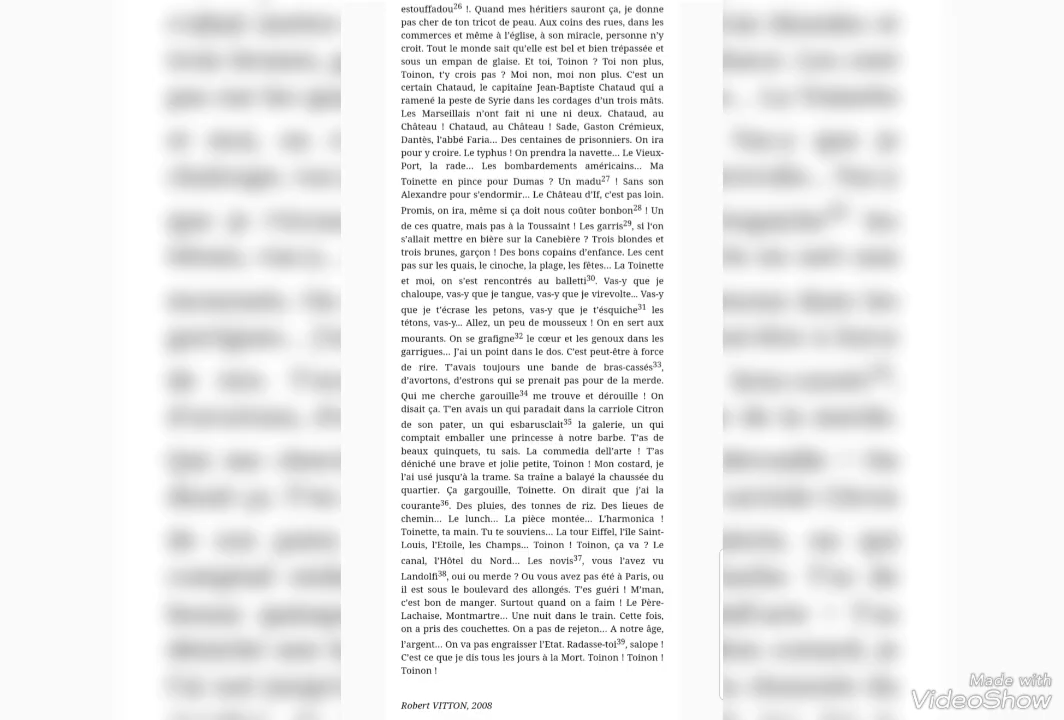 estouffadou26 !. Quand mes héritiers sauront ça, je donne
pas cher de ton tricot de peau. Aux coins des rues, dans les
commerces et même à l'église, à son miracle, personne n'y
croit. Tout le monde sait qu'elle est bel et bien trépassée et
sous un empan de glaise. Et toi, Toinon ? Toi non plus,
Toinon, t'y crois pas ? Moi non, moi non plus. C'est un
certain Chataud, le capitaine Jean-Baptiste Chataud qui a
ramené la peste de Syrie dans les cordages d'un trois mâts.
Les Marseillais n'ont fait ni une ni deux. Chataud, au
Château ! Chataud, au Château ! Sade, Gaston Crémieux,
Dantès, l'abbé Faria... Des centaines de prisonniers. On ira
pour y croire. Le typhus ! On prendra la navette... Le Vieux-
Port, la rade... Les bombardements américains... Ma
Toinette en pince pour Dumas ? Un madu27 ! Sans son
Alexandre pour s'endormir... Le Château d'If, c'est pas loin.
Promis, on ira, même si ça doit nous coûter bonbon28 ! Un
de ces quatre, mais pas à la Toussaint ! Les garris29, si l'on
s'allait mettre en bière sur la Canebière ? Trois blondes et
trois brunes, garçon ! Des bons copains d'enfance. Les cent
pas sur les quais, le cinoche, la plage, les fêtes... La Toinette
et moi, on s'est rencontrés au balletti30. Vas-y que je
chaloupe, vas-y que je tangue, vas-y que je virevolte... Vas-y
que je t'écrase les petons, vas-y que je t'ésquiche31 les
tétons, vas-y... Allez, un peu de mousseux ! On en sert aux
mourants. On se grafigne32 le cœur et les genoux dans les
garrigues... J'ai un point dans le dos. C'est peut-être à force
de rire. T'avais toujours une bande de bras-cassés33,
d'avortons, d'estrons qui se prenait pas pour de la merde.
Qui me cherche garouille34 me trouve et dérouille ! On
disait ça. T'en avais un qui paradait dans la carriole Citron
de son pater, un qui esbarusclait35 la galerie, un qui
comptait emballer une princesse à notre barbe. T'as de
beaux quinquets, tu sais. La commedia dell'arte ! T'as
déniché une brave et jolie petite, Toinon ! Mon costard, je
l'ai usé jusqu'à la trame. Sa traîne a balayé la chaussée du
quartier. Ça gargouille, Toinette. On dirait que j'ai la
courante36. Des pluies, des tonnes de riz. Des lieues de
chemin... Le lunch... La pièce montée... L'harmonica !
Toinette, ta main. Tu te souviens... La tour Eiffel, l'île Saint-
Louis, l'Etoile, les Champs... Toinon ! Toinon, ça va ? Le
canal, l'Hôtel du Nord... Les novis37, vous l'avez vu
Landolfi38, oui ou merde ? Ou vous avez pas été à Paris, ou
il est sous le boulevard des allongés. T'es guéri ! M'man,
c'est bon de manger. Surtout quand on a faim ! Le Père-
Lachaise, Montmartre... Une nuit dans le train. Cette fois,
on a pris des couchettes. On a pas de rejeton... A notre âge,
l'argent... On va pas engraisser l'Etat. Radasse-toi39, salope !
C'est ce que je dis tous les jours à la Mort. Toinon ! Toinon !
Toinon !
Robert VITTON, 2008
Made with
VideoShow